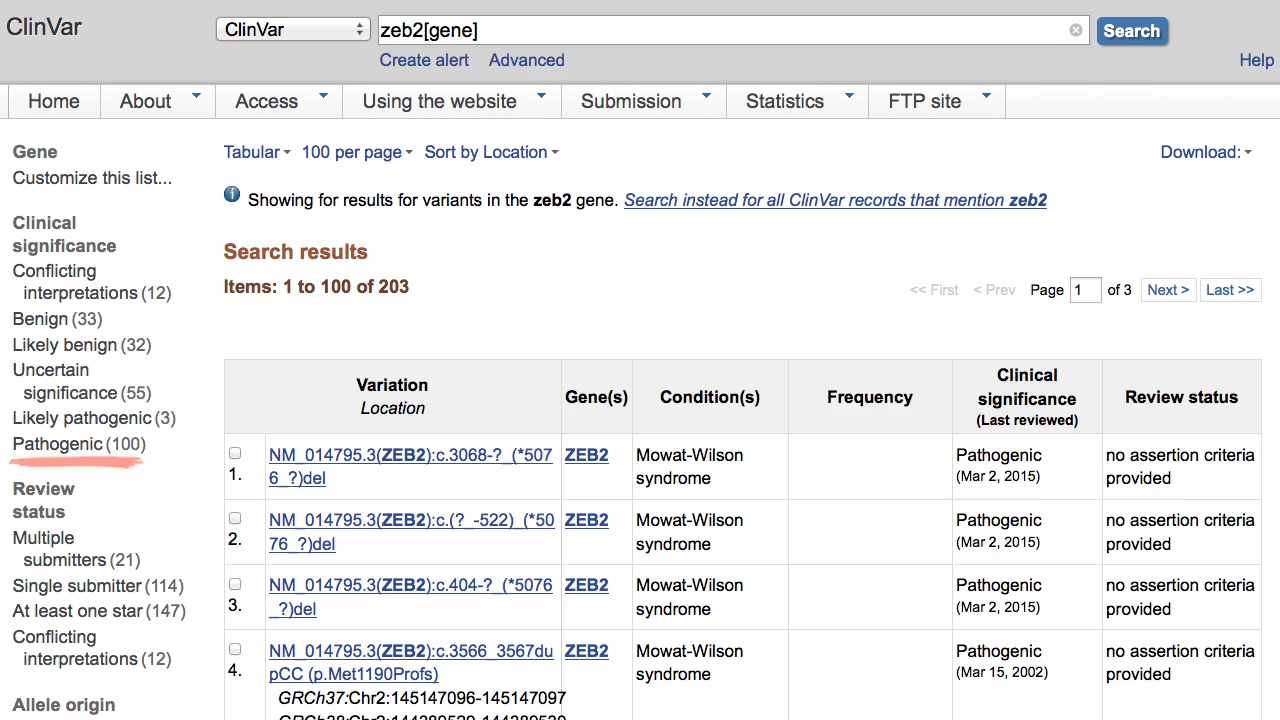 ClinVar
ClinVar
zeb2[gene]
Search
Create alert
Advanced
Help
Home
About
Access
Using the website
Submission
Statistics
FTP site
Gene
Customize this list...
Clinical
significance
Conflicting
interpretations (12)
Benign (33)
Likely benign (32)
Uncertain
significance (55)
Likely pathogenic (3)
Pathogenic (100)
Review
status
Multiple
submitters (21)
Single submitter (114)
At least one star (147)
Conflicting
interpretations (12)
Allele origin
Tabular
100 per page
Sort by Location
Download:
Showing for results for variants in the zeb2 gene. Search instead for all ClinVar records that mention zeb2
Search results
Items: 1 to 100 of 203
<< First
< Prev
Page
1
of 3
Next >
Last >>
Variation
Location
Gene(s)
Condition(s)
Frequency
Clinical
significance
(Last reviewed)
Review status
1.
NM_014795.3(ZEB2):c.3068-?_(*507
6_?)del
ZEB2
Mowat-Wilson
syndrome
Pathogenic
(Mar 2, 2015)
no assertion criteria
provided
2.
NM_014795.3(ZEB2):c.(?_-522)_(*50
76_?)del
ZEB2
Mowat-Wilson
syndrome
Pathogenic
(Mar 2, 2015)
no assertion criteria
provided
3.
NM_014795.3(ZEB2):c.404-?_(*5076
_?)del
ZEB2
Mowat-Wilson
syndrome
Pathogenic
(Mar 2, 2015)
no assertion criteria
provided
4.
NM_014795.3(ZEB2):c.3566_3567du
pCC (p.Met1190Profs)
GRCh37:Chr2:145147096-145147097
ZEB2
Mowat-Wilson
syndrome
Pathogenic
(Mar 15, 2002)
no assertion criteria
provided